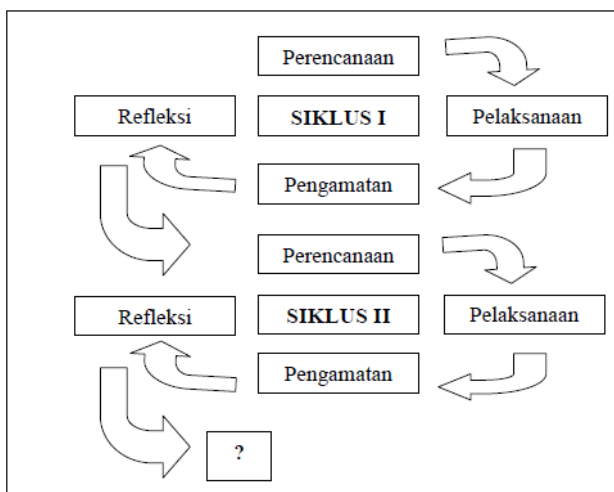 Perencanaan
Refleksi
SIKLUS I
Pelaksanaan
Pengamatan
Perencanaan
Refleksi
SIKLUS II
Pelaksanaan
Pengamatan
?